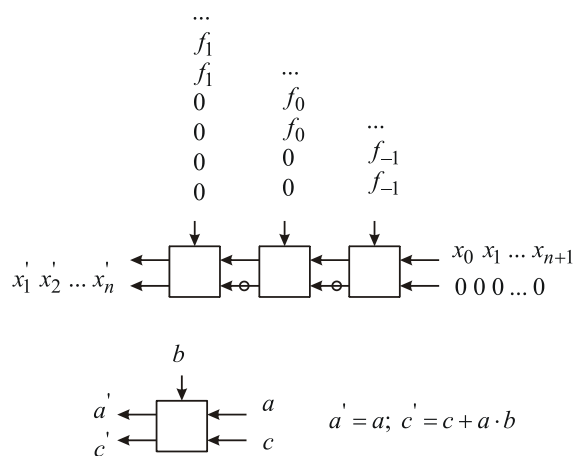 ...
f₁
f₁
0
0
0
0
...
f₀
f₀
0
0
...
f₋₁
f₋₁
x'₁ x'₂ ... x'ₙ
x₀ x₁ ... xₙ₊₁
0 0 0 ... 0
b
a'
c'
a
c
a' = a; c' = c + a · b